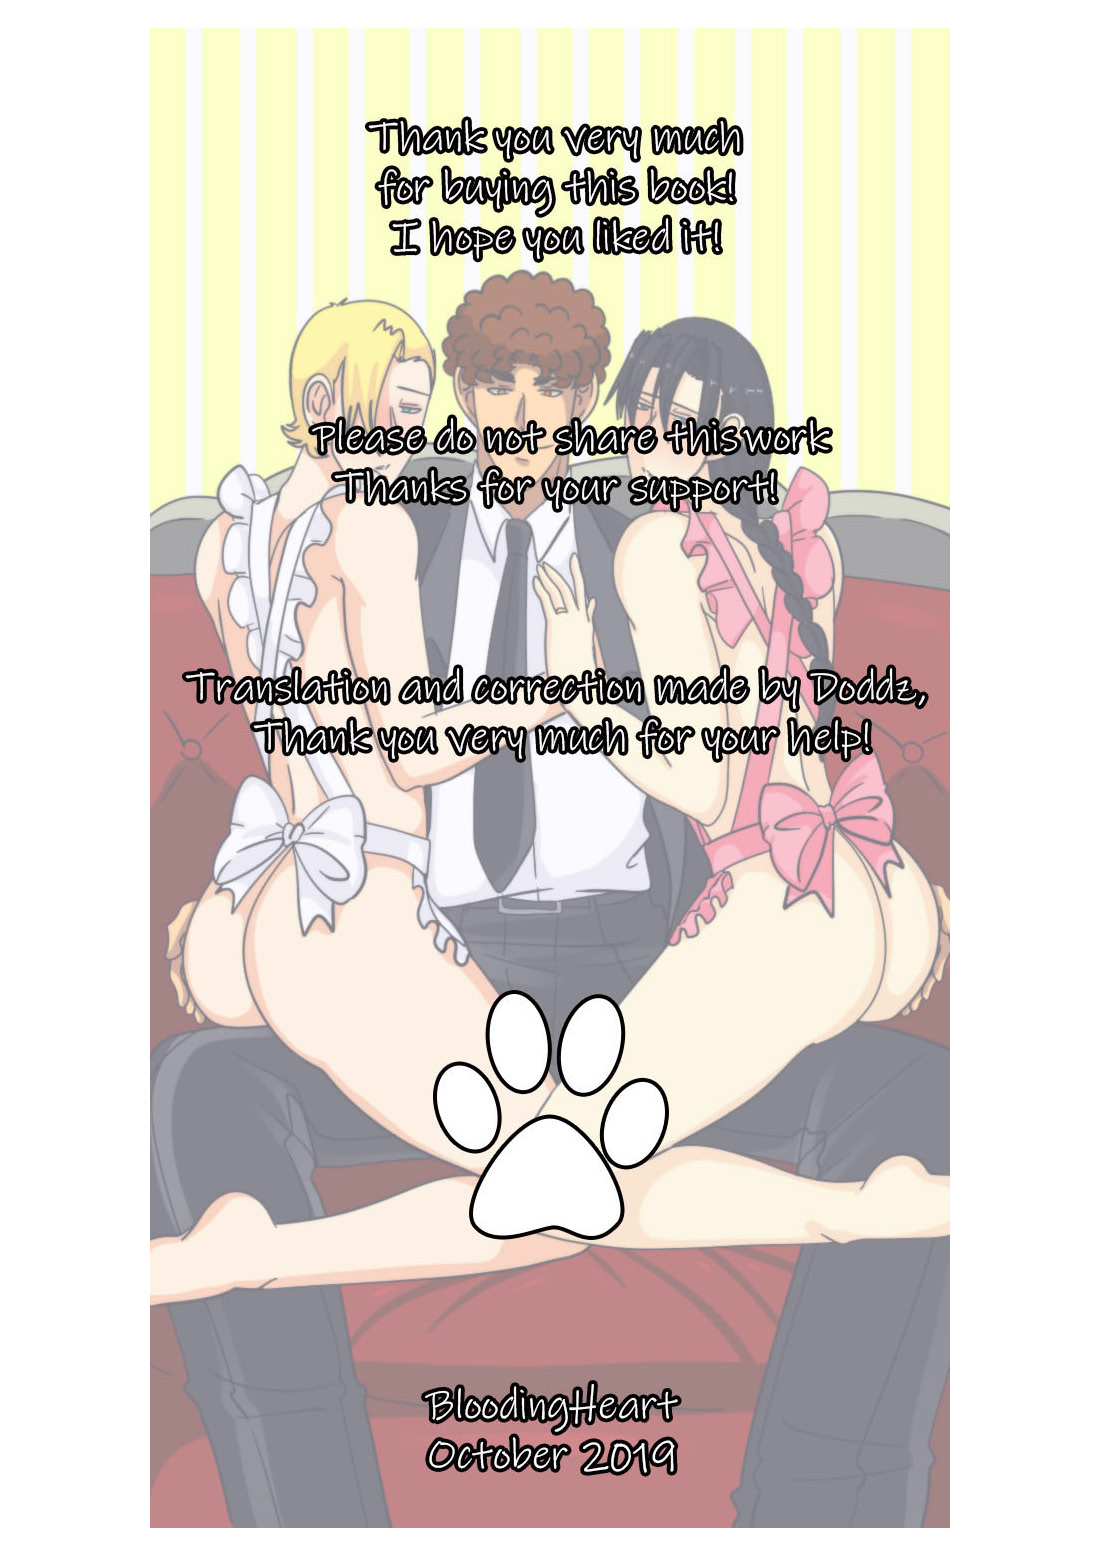 Thank you very much
for buying this book!
I hope you liked it!
Please do not share this work
Thanks for your support!
Translation and correction made by Doddz,
Thank you very much for your help!
BloodingHeart
October 2019